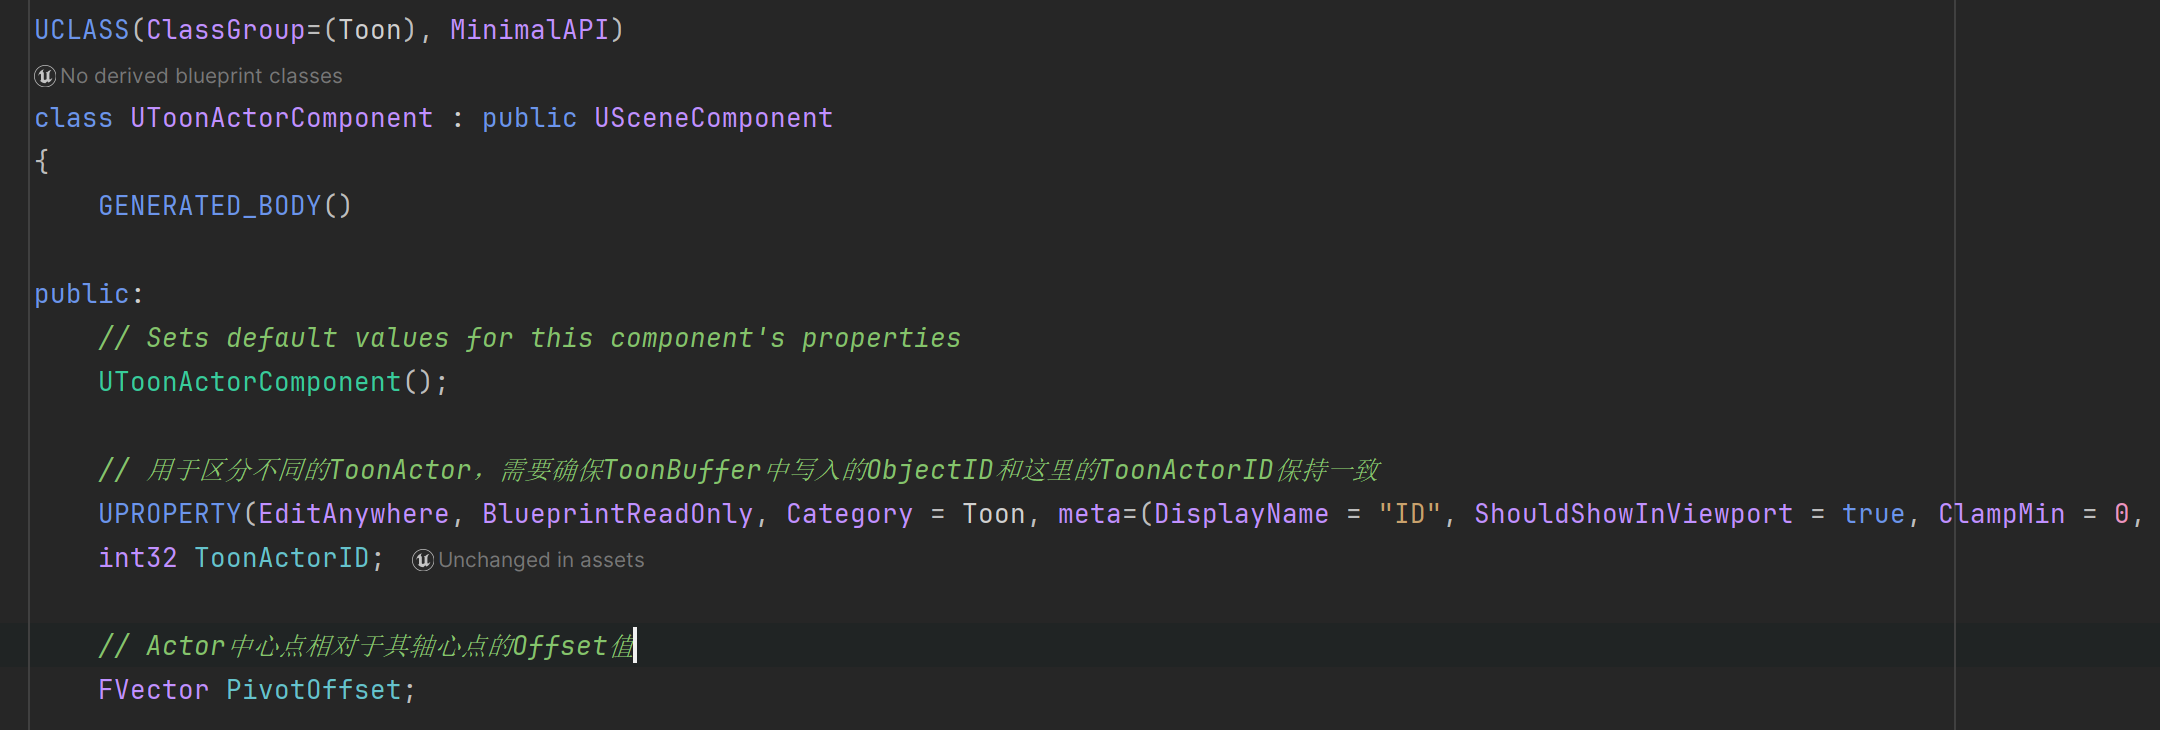 UCLASS(ClassGroup=(Toon), MinimalAPI)
No derived blueprint classes
class UToonActorComponent : public USceneComponent
{
GENERATED_BODY()
public:
// Sets default values for this component's properties
UToonActorComponent();
// 用于区分不同的ToonActor，需要确保ToonBuffer中写入的ObjectID和这里的ToonActorID保持一致
UPROPERTY(EditAnywhere, BlueprintReadOnly, Category = Toon, meta=(DisplayName = "ID", ShouldShowInViewport = true, ClampMin = 0,
int32 ToonActorID; Unchanged in assets
// Actor中心点相对于其轴心点的Offset值
FVector PivotOffset;